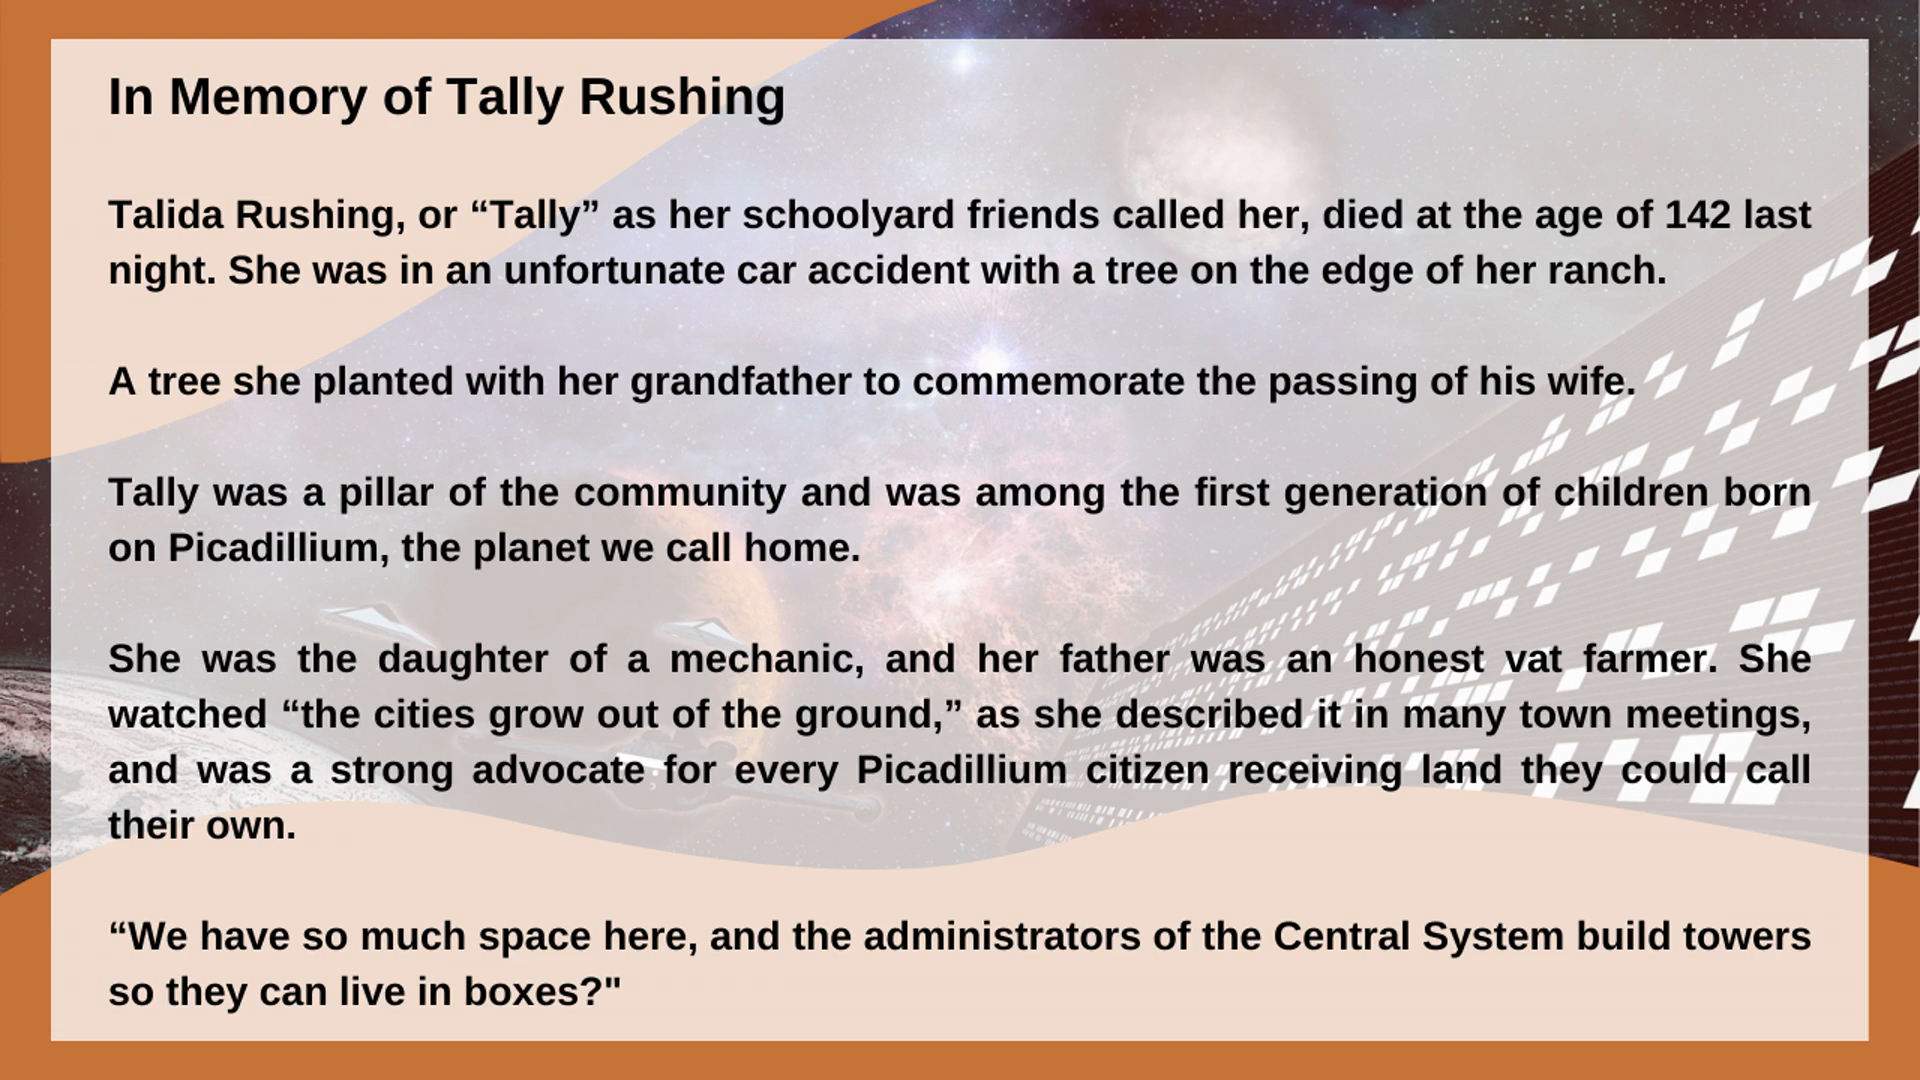 In Memory of Tally Rushing
Talida Rushing, or “Tally” as her schoolyard friends called her, died at the age of 142 last
night. She was in an unfortunate car accident with a tree on the edge of her ranch.
A tree she planted with her grandfather to commemorate the passing of his wife.
Tally was a pillar of the community and was among the first generation of children born
on Picadillium, the planet we call home.
She was the daughter of a mechanic, and her father was an honest vat farmer. She
watched “the cities grow out of the ground,” as she described it in many town meetings,
and was a strong advocate for every Picadillium citizen receiving land they could call
their own.
“We have so much space here, and the administrators of the Central System build towers
so they can live in boxes?"